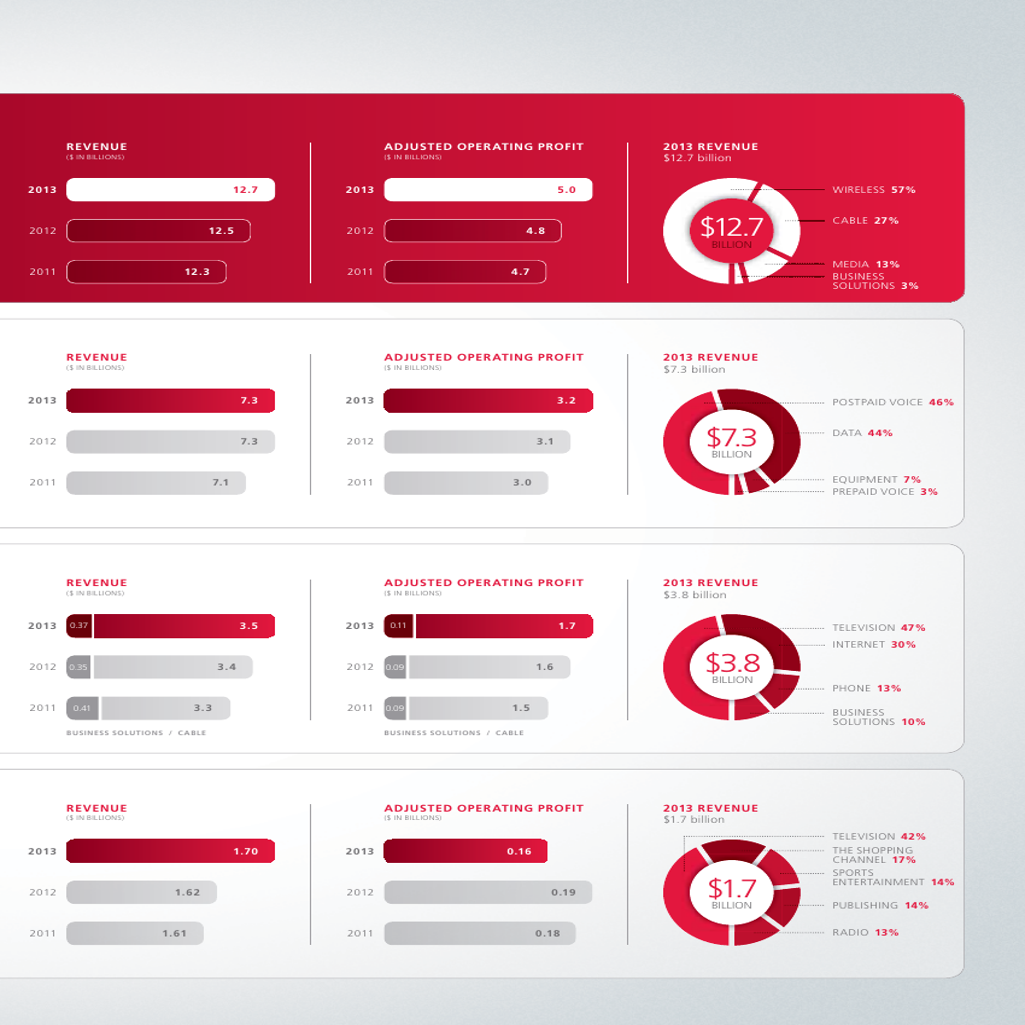 REVENUE
($ IN BILLIONS)
2013 12.7
2012 12.5
2011 12.3
ADJUSTED OPERATING PROFIT
($ IN BILLIONS)
2013 5.0
2012 4.8
2011 4.7
2013 REVENUE
$12.7 billion
$12.7
BILLION
WIRELESS 57%
CABLE 27%
MEDIA 13%
BUSINESS
SOLUTIONS 3%
REVENUE
($ IN BILLIONS)
2013 7.3
2012 7.3
2011 7.1
ADJUSTED OPERATING PROFIT
($ IN BILLIONS)
2013 3.2
2012 3.1
2011 3.0
2013 REVENUE
$7.3 billion
$7.3
BILLION
POSTPAID VOICE 46%
DATA 44%
EQUIPMENT 7%
PREPAID VOICE 3%
REVENUE
($ IN BILLIONS)
2013 0.37 3.5
2012 0.35 3.4
2011 0.41 3.3
BUSINESS SOLUTIONS / CABLE
ADJUSTED OPERATING PROFIT
($ IN BILLIONS)
2013 0.11 1.7
2012 0.09 1.6
2011 0.09 1.5
BUSINESS SOLUTIONS / CABLE
2013 REVENUE
$3.8 billion
$3.8
BILLION
TELEVISION 47%
INTERNET 30%
PHONE 13%
BUSINESS
SOLUTIONS 10%
REVENUE
($ IN BILLIONS)
2013 1.70
2012 1.62
2011 1.61
ADJUSTED OPERATING PROFIT
($ IN BILLIONS)
2013 0.16
2012 0.19
2011 0.18
2013 REVENUE
$1.7 billion
$1.7
BILLION
TELEVISION 42%
THE SHOPPING
CHANNEL 17%
SPORTS
ENTERTAINMENT 14%
PUBLISHING 14%
RADIO 13%